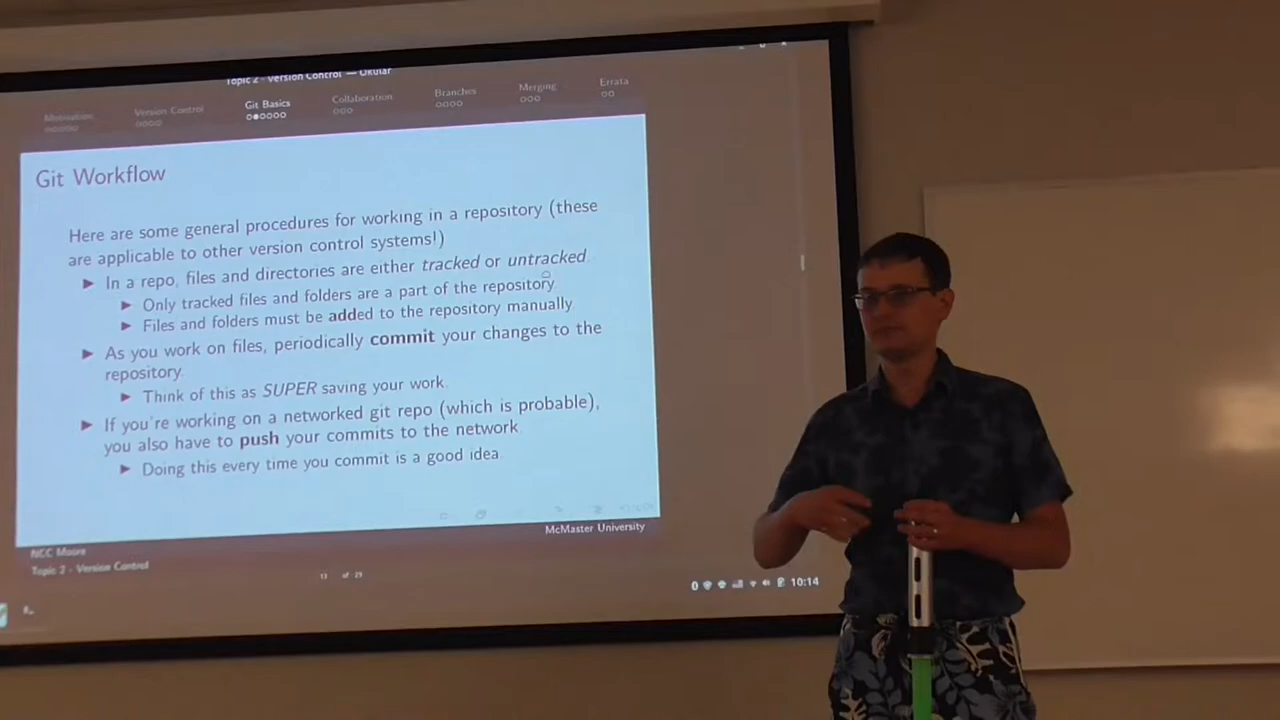 Topic 2 - Version Control — Okular
Motivation Version Control Git Basics Collaboration Branches Merging Errata
Git Workflow
Here are some general procedures for working in a repository (these
are applicable to other version control systems!)
▶ In a repo, files and directories are either tracked or untracked.
▶ Only tracked files and folders are a part of the repository.
▶ Files and folders must be added to the repository manually.
▶ As you work on files, periodically commit your changes to the
repository.
▶ Think of this as SUPER saving your work.
▶ If you're working on a networked git repo (which is probable),
you also have to push your commits to the network.
▶ Doing this every time you commit is a good idea.
NCC Moore McMaster University
Topic 2 - Version Control
13 of 29
0 10:14